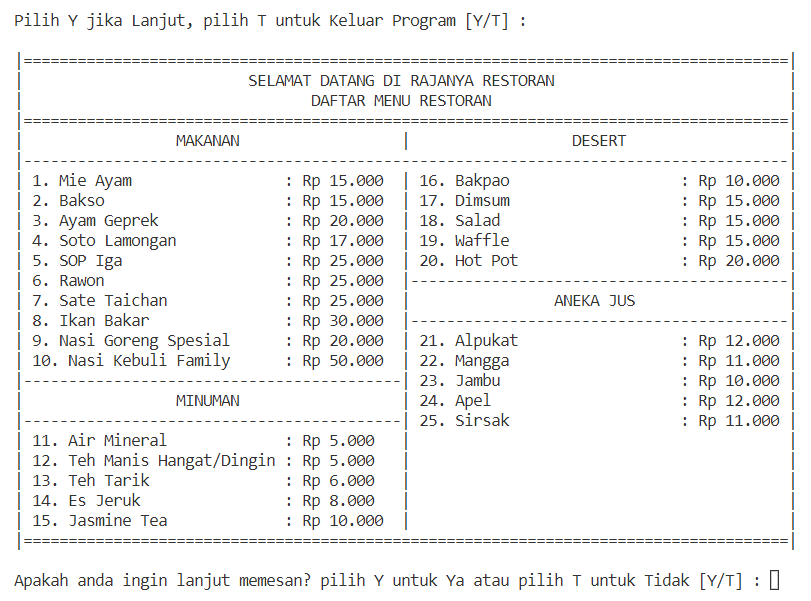 Pilih Y jika Lanjut, pilih T untuk Keluar Program [Y/T] :
|=====================================================================================|
| SELAMAT DATANG DI RAJANYA RESTORAN |
| DAFTAR MENU RESTORAN |
|=====================================================================================|
| MAKANAN | DESERT |
|-------------------------------------------------------------------------------------|
| 1. Mie Ayam : Rp 15.000 | 16. Bakpao : Rp 10.000 |
| 2. Bakso : Rp 15.000 | 17. Dimsum : Rp 15.000 |
| 3. Ayam Geprek : Rp 20.000 | 18. Salad : Rp 15.000 |
| 4. Soto Lamongan : Rp 17.000 | 19. Waffle : Rp 15.000 |
| 5. SOP Iga : Rp 25.000 | 20. Hot Pot : Rp 20.000 |
| 6. Rawon : Rp 25.000 |------------------------------------------|
| 7. Sate Taichan : Rp 25.000 | ANEKA JUS |
| 8. Ikan Bakar : Rp 30.000 |------------------------------------------|
| 9. Nasi Goreng Spesial : Rp 20.000 | 21. Alpukat : Rp 12.000 |
| 10. Nasi Kebuli Family : Rp 50.000 | 22. Mangga : Rp 11.000 |
|------------------------------------------| 23. Jambu : Rp 10.000 |
| MINUMAN | 24. Apel : Rp 12.000 |
|------------------------------------------| 25. Sirsak : Rp 11.000 |
| 11. Air Mineral : Rp 5.000 | |
| 12. Teh Manis Hangat/Dingin : Rp 5.000 | |
| 13. Teh Tarik : Rp 6.000 | |
| 14. Es Jeruk : Rp 8.000 | |
| 15. Jasmine Tea : Rp 10.000 | |
|=====================================================================================|
Apakah anda ingin lanjut memesan? pilih Y untuk Ya atau pilih T untuk Tidak [Y/T] :